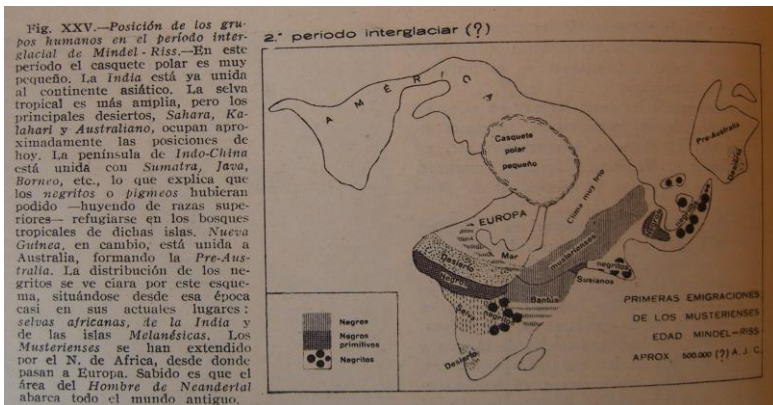 Fig. XXV.—Posición de los gru-
pos humanos en el período inter-
glacial de Mindel - Riss.—En este
período el casquete polar es muy
pequeño. La India está ya unida
al continente asiático. La selva
tropical es más amplia, pero los
principales desiertos, Sahara, Ka-
lahari y Australiano, ocupan apro-
ximadamente las posiciones de
hoy. La península de Indo-China
está unida con Sumatra, Java,
Borneo, etc., lo que explica que
los negritos o pigmeos hubieran
podido —huyendo de razas supe-
riores— refugiarse en los bosques
tropicales de dichas islas. Nueva
Guinea, en cambio, está unida a
Australia, formando la Pre-Aus-
tralia. La distribución de los ne-
gritos se ve clara por este esque-
ma, situándose desde esa época
casi en sus actuales lugares:
selvas africanas, de la India y
de las islas Melanésicas. Los
Musterienses se han extendido
por el N. de Africa, desde donde
pasan a Europa. Sabido es que el
área del Hombre de Neandertal
abarca todo el mundo antiguo.
2.° periodo interglaciar (?)
AMÉRICA
Casquete
polar
pequeño
Pre-Australia
Desierto
Clima muy frio
EUROPA
Mar
Desierto
musterienses
negritos
Negros
Susianos
negritos
Bantús
Selva
Negritos
Desierto
Negros
Negros
primitivos
Negritos
PRIMERAS EMIGRACIONES
DE LOS MUSTERIENSES
EDAD MINDEL-RISS
APROX 500.000 (?) A. J. C.